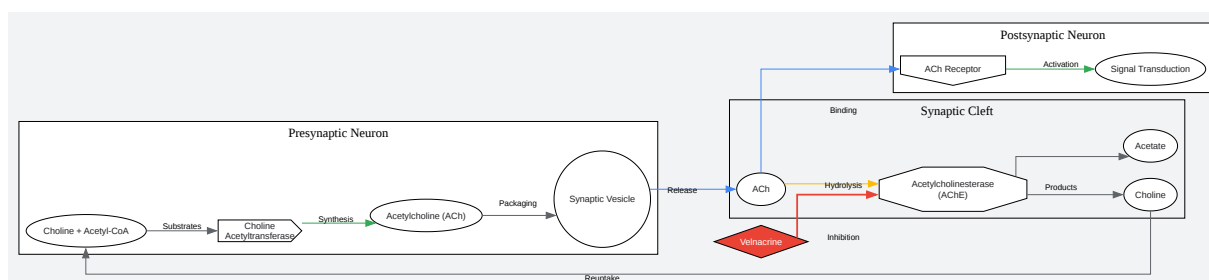 Postsynaptic Neuron
ACh Receptor
Activation
Signal Transduction
Binding
Synaptic Cleft
Presynaptic Neuron
Acetate
Synaptic Vesicle
Release
ACh
Hydrolysis
Acetylcholinesterase
(AChE)
Products
Choline
Packaging
Acetylcholine (ACh)
Synthesis
Choline
Acetyltransferase
Substrates
Choline + Acetyl-CoA
Velnacrine
Inhibition
Reuptake